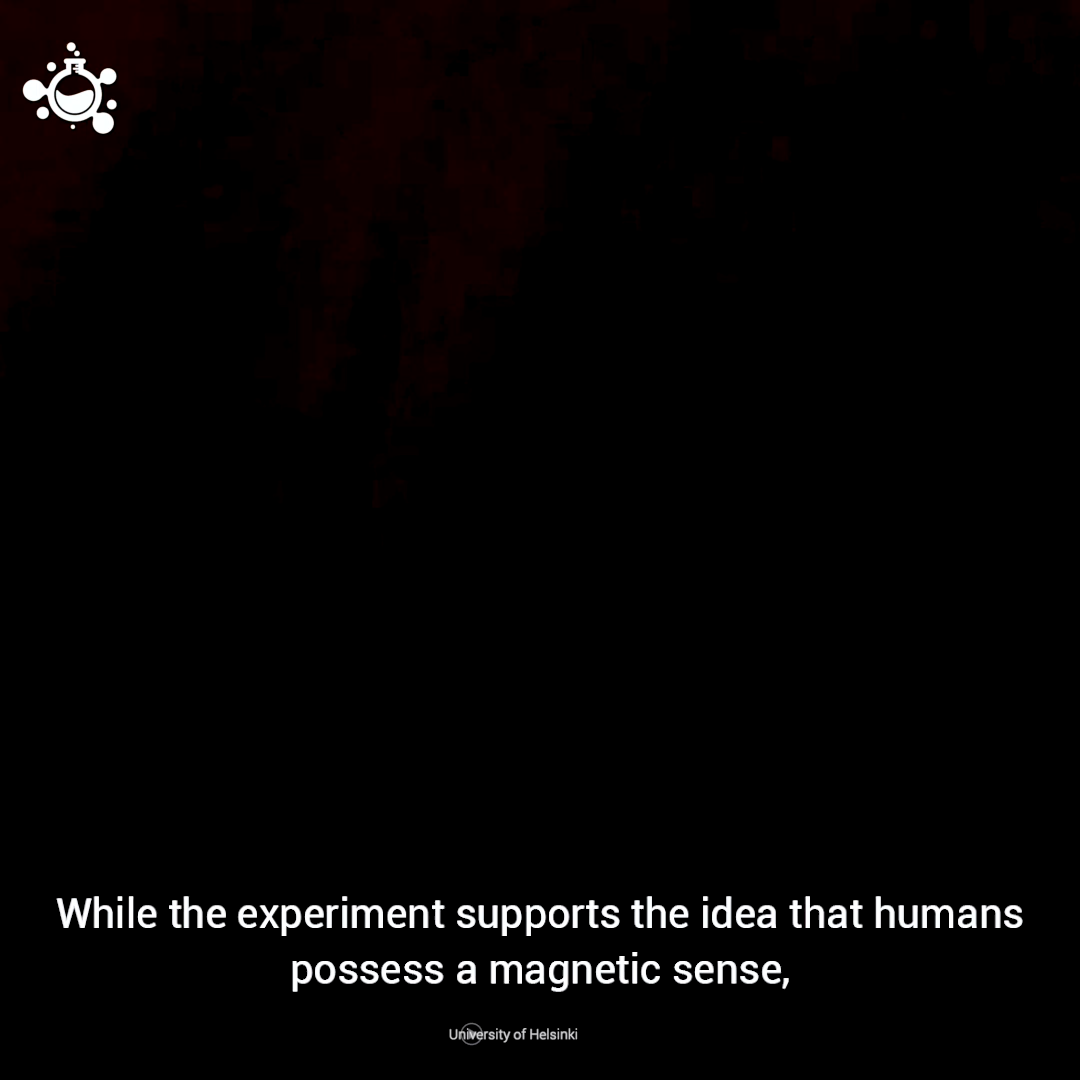 While the experiment supports the idea that humans
possess a magnetic sense,
University of Helsinki